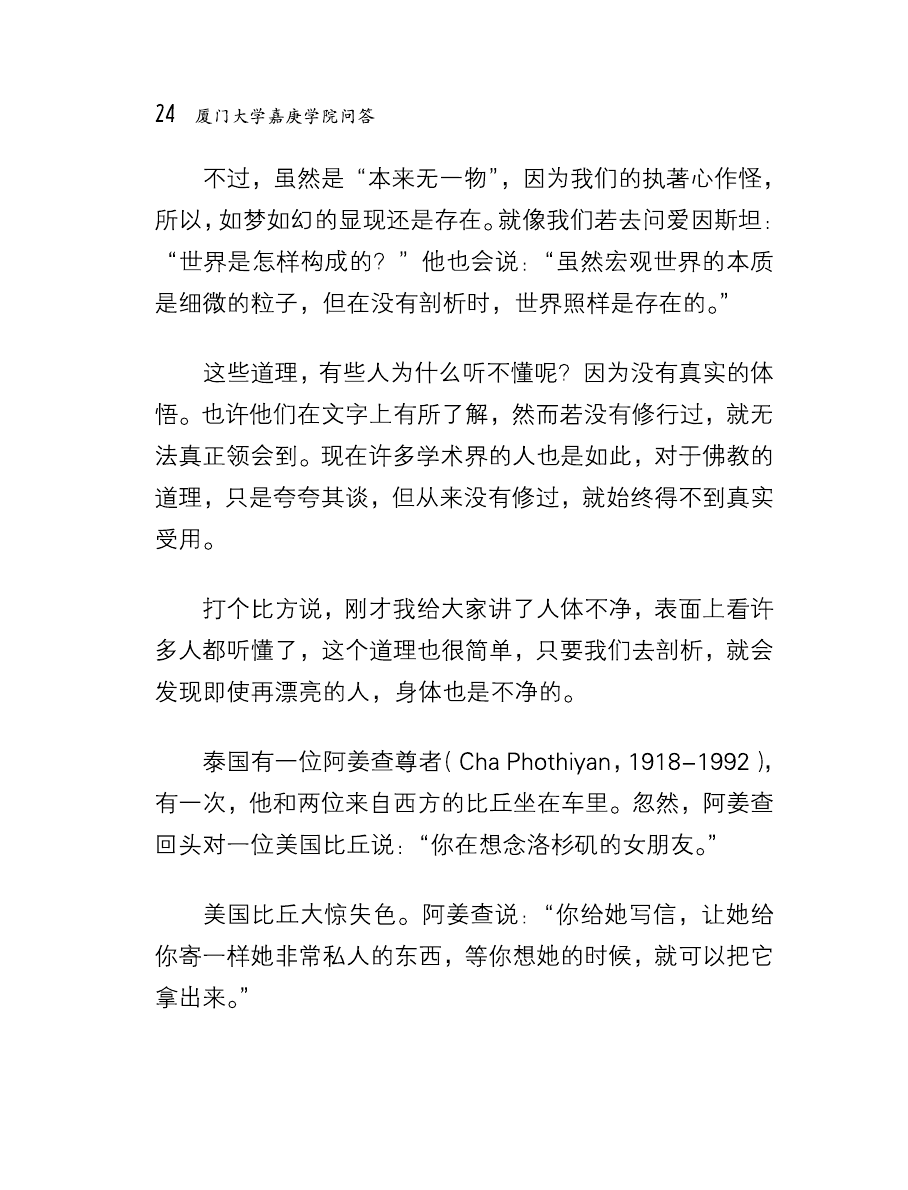 24 厦门大学嘉庚学院问答
不过，虽然是“本来无一物”，因为我们的执著心作怪，
所以，如梦如幻的显现还是存在。就像我们若去问爱因斯坦：
“世界是怎样构成的？”他也会说：“虽然宏观世界的本质
是细微的粒子，但在没有剖析时，世界照样是存在的。”
这些道理，有些人为什么听不懂呢？因为没有真实的体
悟。也许他们在文字上有所了解，然而若没有修行过，就无
法真正领会到。现在许多学术界的人也是如此，对于佛教的
道理，只是夸夸其谈，但从来没有修过，就始终得不到真实
受用。
打个比方说，刚才我给大家讲了人体不净，表面上看许
多人都听懂了，这个道理也很简单，只要我们去剖析，就会
发现即使再漂亮的人，身体也是不净的。
泰国有一位阿姜查尊者（Cha Phothiyan，1918–1992），
有一次，他和两位来自西方的比丘坐在车里。忽然，阿姜查
回头对一位美国比丘说：“你在想念洛杉矶的女朋友。”
美国比丘大惊失色。阿姜查说：“你给她写信，让她给
你寄一样她非常私人的东西，等你想她的时候，就可以把它
拿出来。”